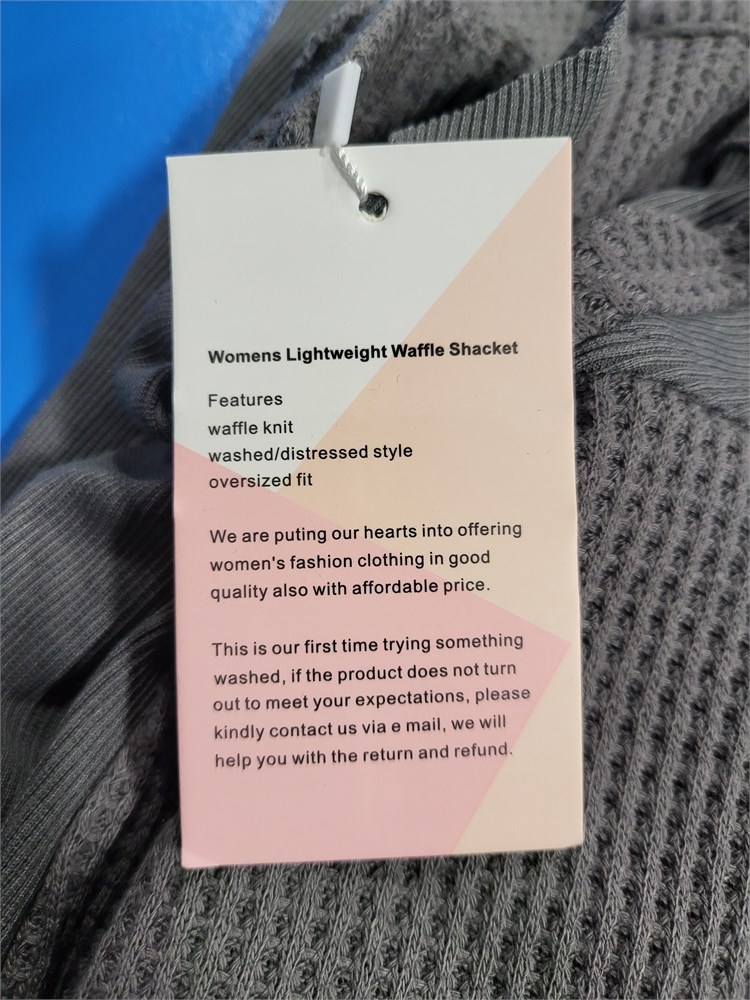 Womens Lightweight Waffle Shacket
Features
waffle knit
washed/distressed style
oversized fit
We are puting our hearts into offering
women's fashion clothing in good
quality also with affordable price.
This is our first time trying something
washed, if the product does not turn
out to meet your expectations, please
kindly contact us via e mail, we will
help you with the return and refund.